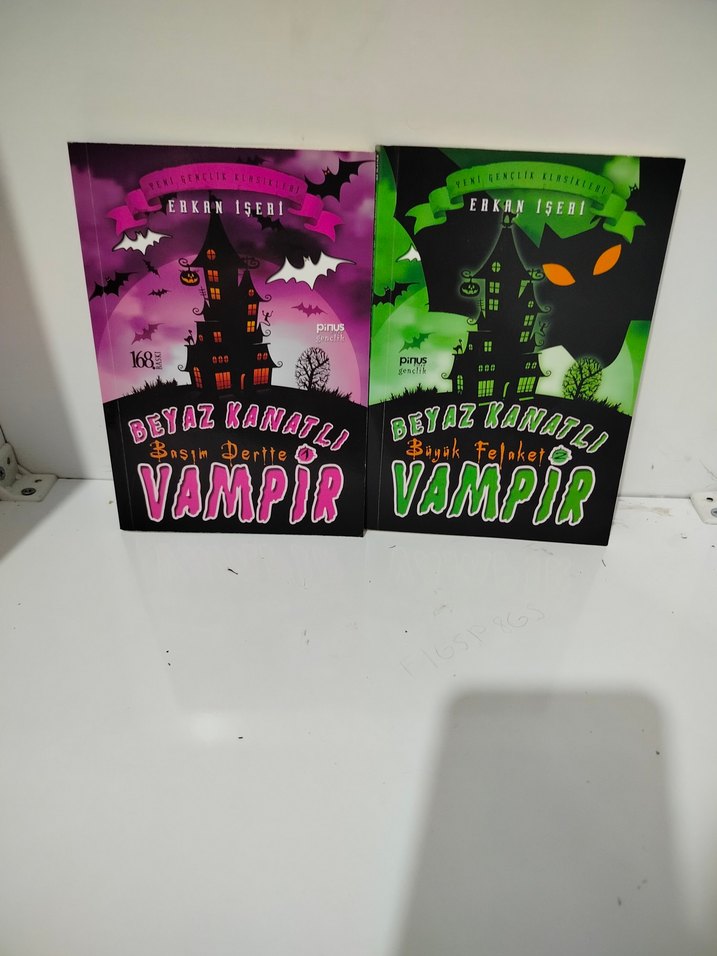 YENİ GENÇLİK KLASİKLERİ
ERKAN İŞERİ
pinus
gençlik
168.
BASKI
BEYAZ KANATLI
Başım Dertte 1
VAMPİR
YENİ GENÇLİK KLASİKLERİ
ERKAN İŞERİ
pinus
gençlik
BEYAZ KANATLI
Büyük Felaket 2
VAMPİR